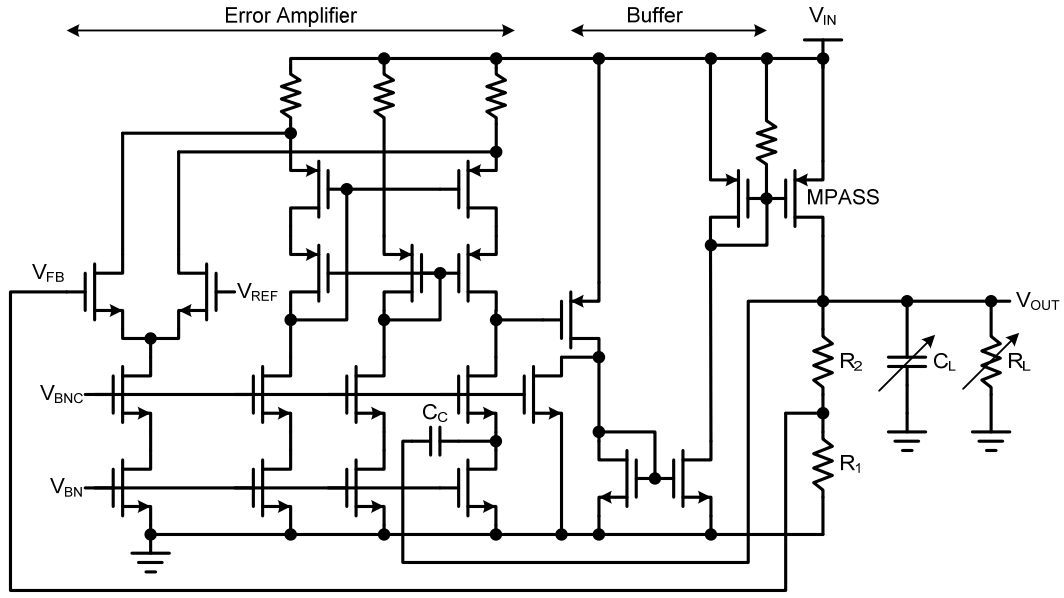 Error Amplifier
Buffer
V_IN
MPASS
V_FB
V_REF
V_OUT
R_2
C_L
R_L
V_BNC
C_C
R_1
V_BN